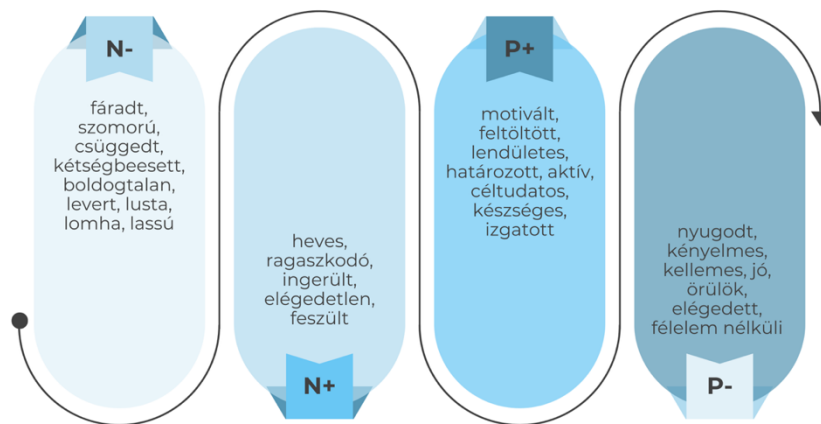 N-
fáradt,
szomorú,
csüggedt,
kétségbeesett,
boldogtalan,
levert, lusta,
lomha, lassú
heves,
ragaszkodó,
ingerült,
elégedetlen,
feszült
N+
P+
motivált,
feltöltött,
lendületes,
határozott, aktív,
céltudatos,
készséges,
izgatott
nyugodt,
kényelmes,
kellemes, jó,
örülök,
elégedett,
félelem nélküli
P-